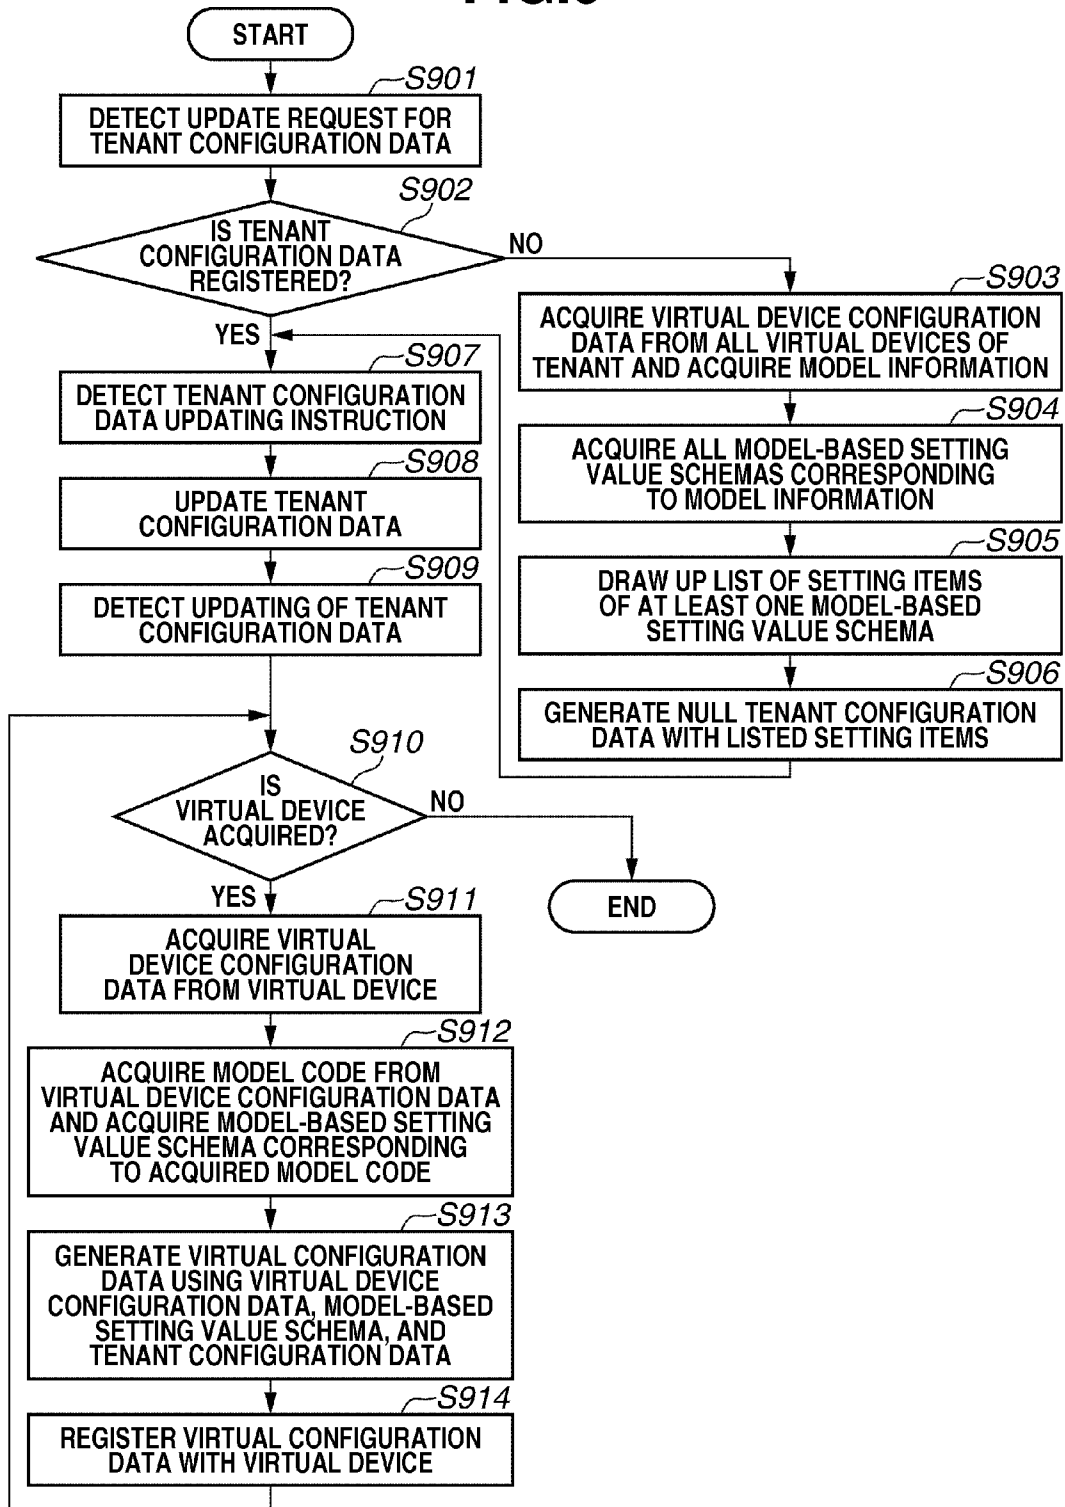 START
S901
DETECT UPDATE REQUEST FOR
TENANT CONFIGURATION DATA
S902
IS TENANT
CONFIGURATION DATA
REGISTERED?
NO
YES
S903
ACQUIRE VIRTUAL DEVICE CONFIGURATION
DATA FROM ALL VIRTUAL DEVICES OF
TENANT AND ACQUIRE MODEL INFORMATION
S904
ACQUIRE ALL MODEL-BASED SETTING
VALUE SCHEMAS CORRESPONDING
TO MODEL INFORMATION
S905
DRAW UP LIST OF SETTING ITEMS
OF AT LEAST ONE MODEL-BASED
SETTING VALUE SCHEMA
S906
GENERATE NULL TENANT CONFIGURATION
DATA WITH LISTED SETTING ITEMS
S907
DETECT TENANT CONFIGURATION
DATA UPDATING INSTRUCTION
S908
UPDATE TENANT
CONFIGURATION DATA
S909
DETECT UPDATING OF TENANT
CONFIGURATION DATA
S910
IS
VIRTUAL DEVICE
ACQUIRED?
NO
END
YES
S911
ACQUIRE VIRTUAL
DEVICE CONFIGURATION
DATA FROM VIRTUAL DEVICE
S912
ACQUIRE MODEL CODE FROM
VIRTUAL DEVICE CONFIGURATION DATA
AND ACQUIRE MODEL-BASED SETTING
VALUE SCHEMA CORRESPONDING
TO ACQUIRED MODEL CODE
S913
GENERATE VIRTUAL CONFIGURATION
DATA USING VIRTUAL DEVICE
CONFIGURATION DATA, MODEL-BASED
SETTING VALUE SCHEMA, AND
TENANT CONFIGURATION DATA
S914
REGISTER VIRTUAL CONFIGURATION
DATA WITH VIRTUAL DEVICE